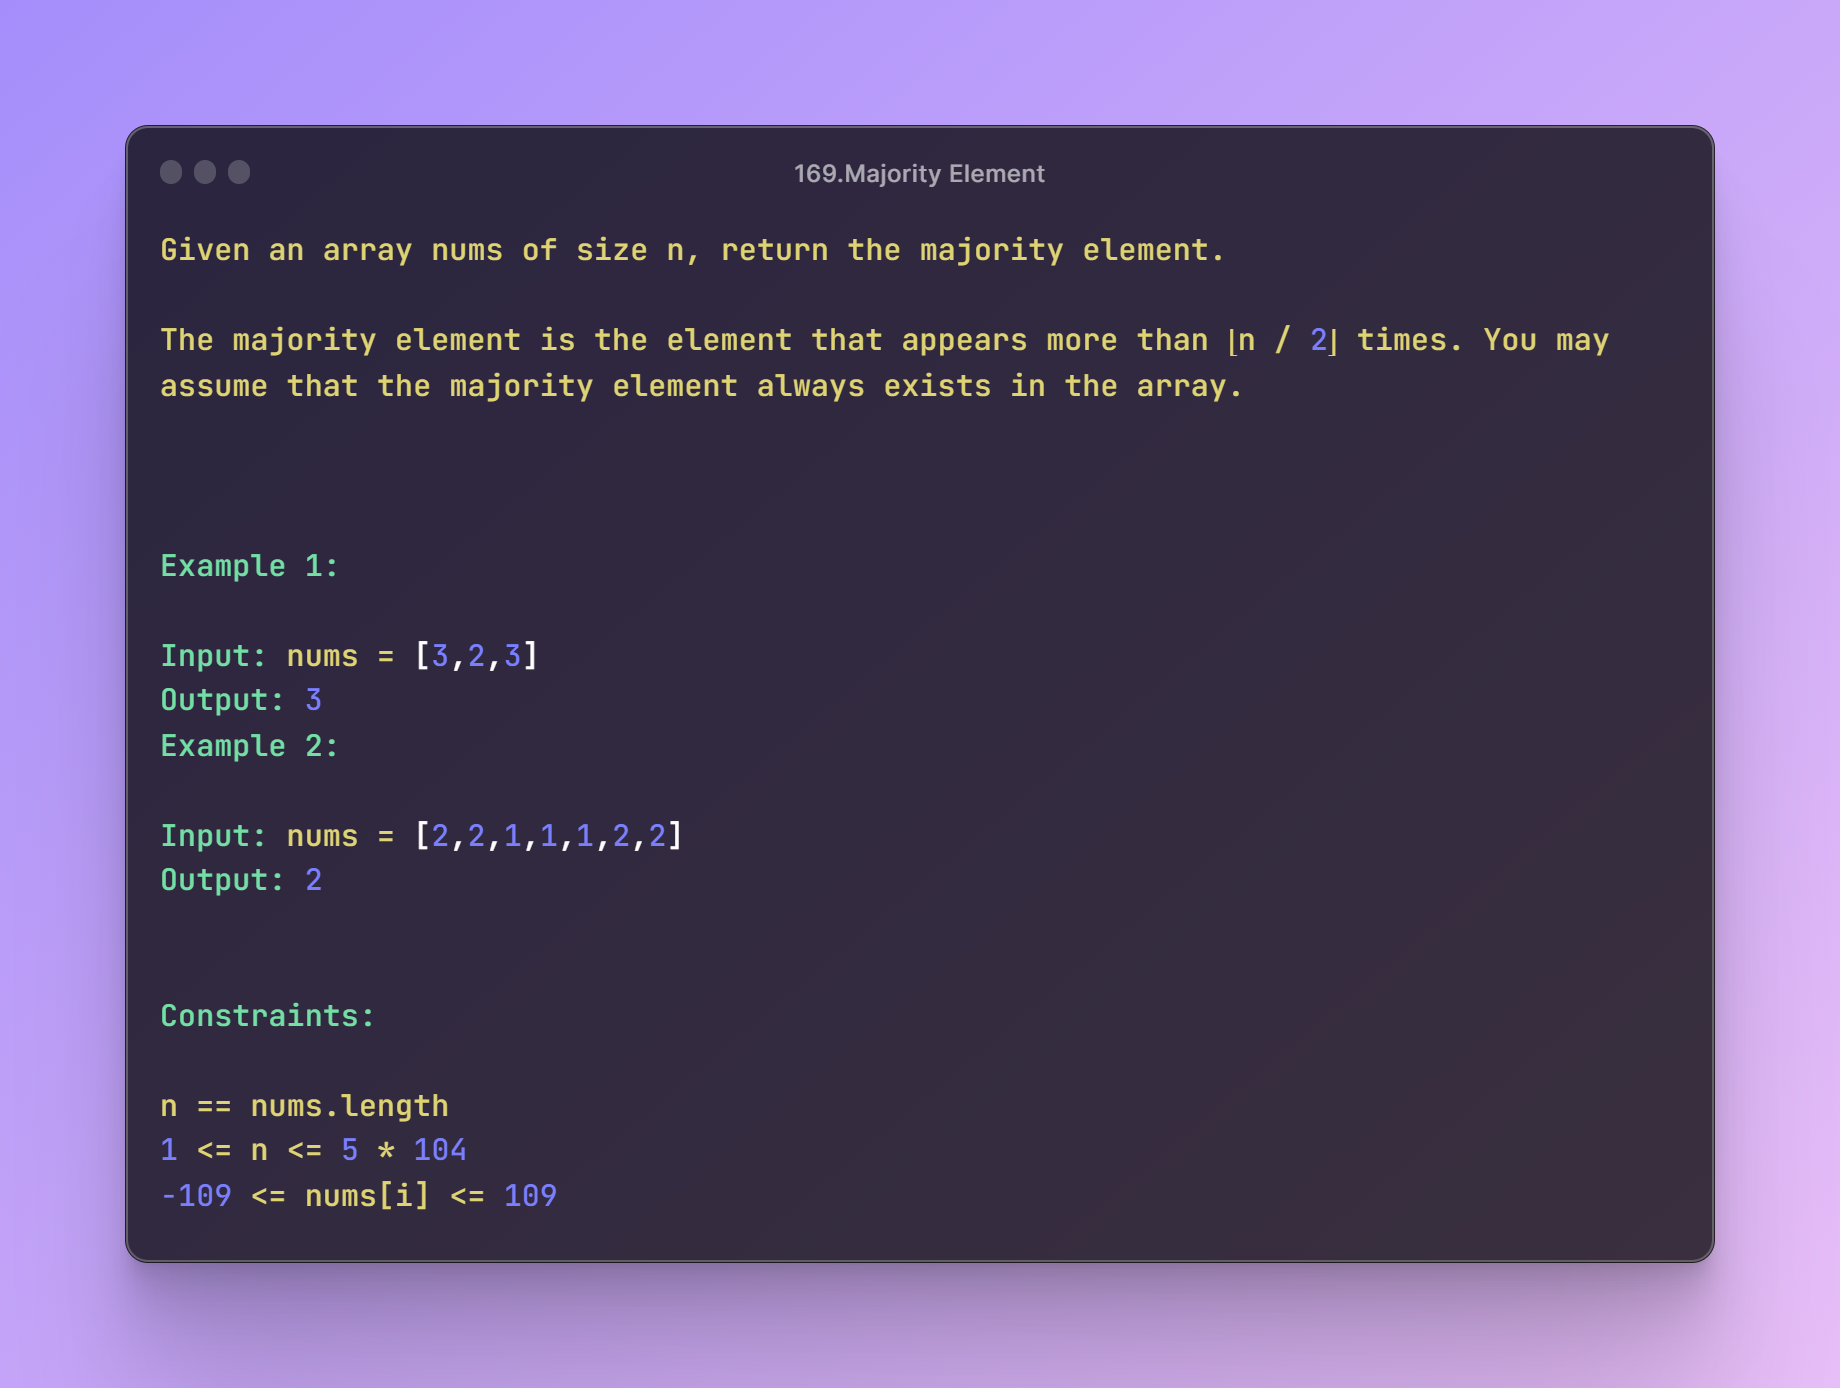 169.Majority Element
Given an array nums of size n, return the majority element.
The majority element is the element that appears more than ⌊n / 2⌋ times. You may
assume that the majority element always exists in the array.
Example 1:
Input: nums = [3,2,3]
Output: 3
Example 2:
Input: nums = [2,2,1,1,1,2,2]
Output: 2
Constraints:
n == nums.length
1 <= n <= 5 * 104
-109 <= nums[i] <= 109